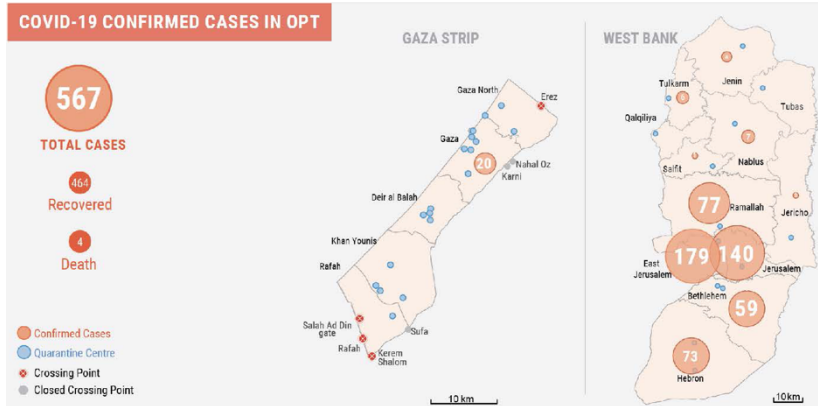 COVID-19 CONFIRMED CASES IN OPT
567
TOTAL CASES
464
Recovered
4
Death
Confirmed Cases
Quarantine Centre
Crossing Point
Closed Crossing Point
GAZA STRIP
Gaza North
Erez
Gaza
20
Nahal Oz
Karni
Deir al Balah
Khan Younis
Rafah
Salah Ad Din
gate
Sufa
Rafah
Kerem
Shalom
10 km
WEST BANK
Jenin
Tulkarm
Tubas
Qalqiliya
7
Nablus
Salfit
77
Ramallah
Jericho
179
140
East
Jerusalem
Jerusalem
Bethlehem
59
73
Hebron
10 km